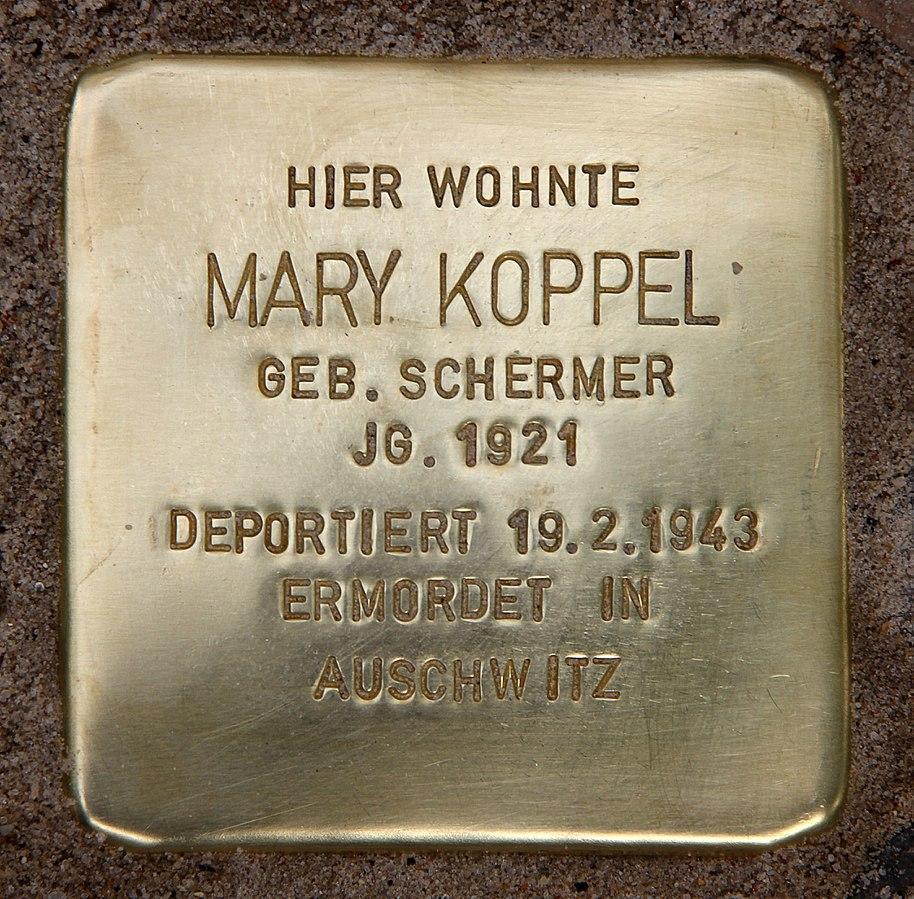 HIER WOHNTE
MARY KOPPEL
GEB. SCHERMER
JG. 1921
DEPORTIERT 19.2.1943
ERMORDET IN
AUSCHWITZ